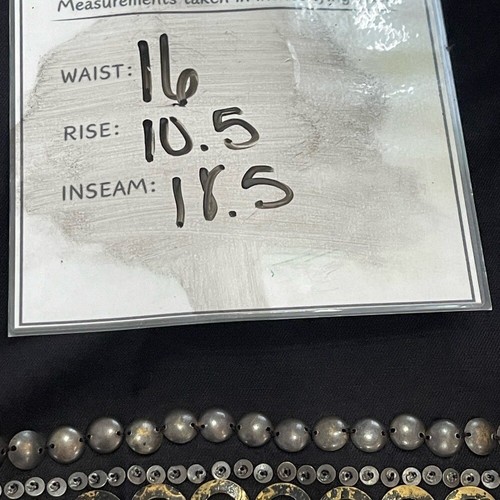 Measurements taken in
WAIST: 16
RISE: 10.5
INSEAM: 18.5